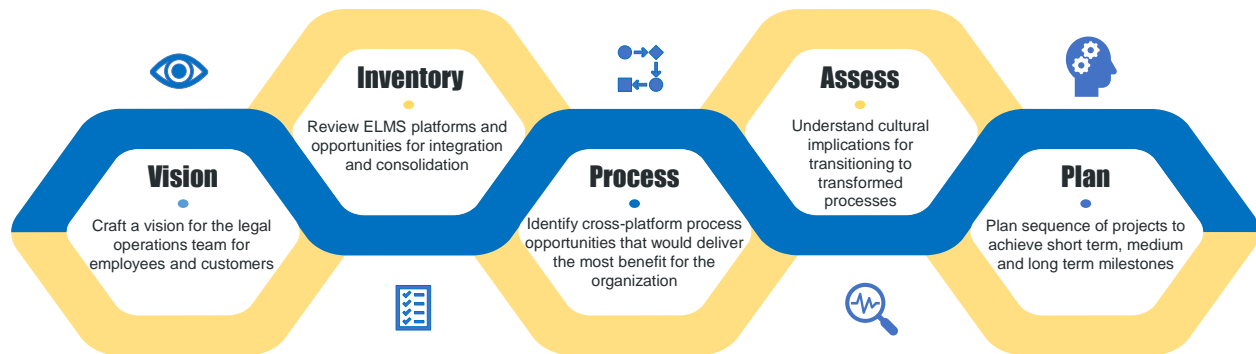 Vision
Craft a vision for the legal
operations team for
employees and customers
Inventory
Review ELMS platforms and
opportunities for integration
and consolidation
Process
Identify cross-platform process
opportunities that would deliver
the most benefit for the
organization
Assess
Understand cultural
implications for
transitioning to
transformed
processes
Plan
Plan sequence of projects to
achieve short term, medium
and long term milestones